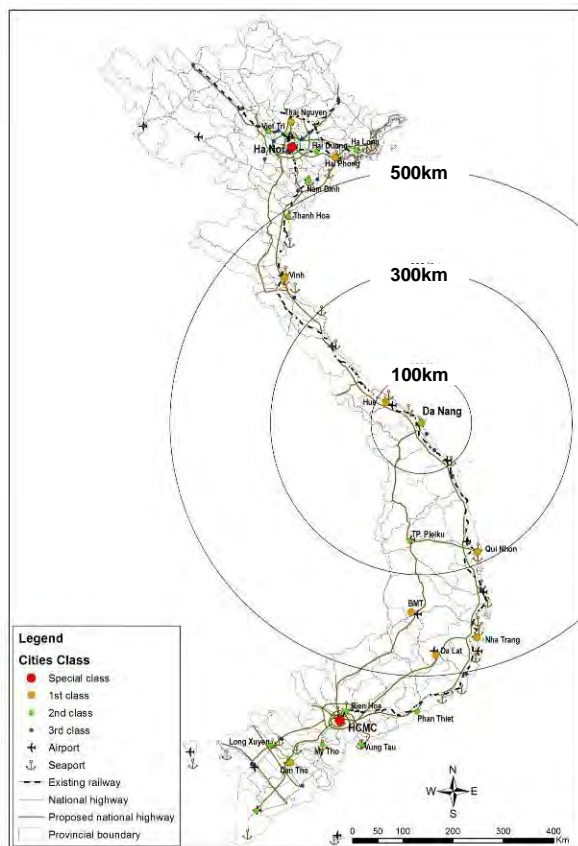 Thai Nguyen
Viet Tri
Ha Noi
Hai Duong
Ha Long
Hai Phong
Nam Dinh
500km
Thanh Hoa
Vinh
300km
100km
Hue
Da Nang
TP. Pleiku
Qui Nhon
BMT
Nha Trang
Da Lat
Bien Hoa
Phan Thiet
HCMC
Long Xuyen
My Tho
Vung Tau
Can Tho
Legend
Cities Class
Special class
1st class
2nd class
3rd class
Airport
Seaport
Existing railway
National highway
Proposed national highway
Provincial boundary
N
W
E
S
0 50 100 200 300 400
Km